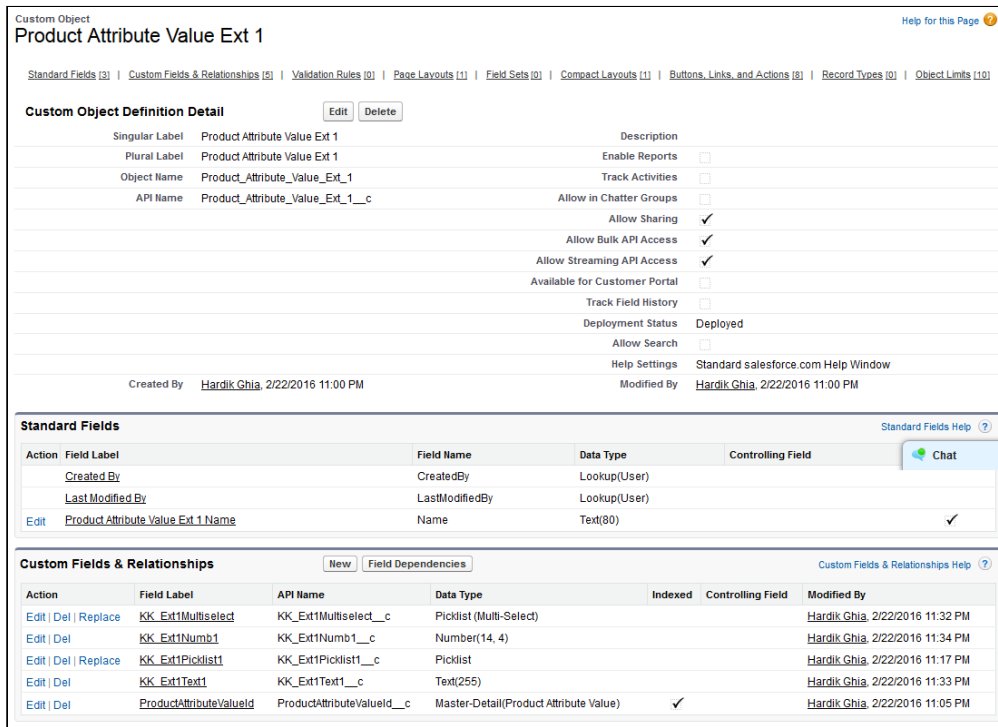 Custom Object
Product Attribute Value Ext 1
Help for this Page ?
Standard Fields [3] | Custom Fields & Relationships [5] | Validation Rules [0] | Page Layouts [1] | Field Sets [0] | Compact Layouts [1] | Buttons, Links, and Actions [8] | Record Types [0] | Object Limits [10]
Custom Object Definition Detail Edit Delete
Singular Label Product Attribute Value Ext 1 Description
Plural Label Product Attribute Value Ext 1 Enable Reports
Object Name Product_Attribute_Value_Ext_1 Track Activities
API Name Product_Attribute_Value_Ext_1__c Allow in Chatter Groups
Allow Sharing
Allow Bulk API Access
Allow Streaming API Access
Available for Customer Portal
Track Field History
Deployment Status Deployed
Allow Search
Help Settings Standard salesforce.com Help Window
Created By Hardik Ghia, 2/22/2016 11:00 PM Modified By Hardik Ghia, 2/22/2016 11:00 PM
Standard Fields Standard Fields Help ?
Action Field Label Field Name Data Type Controlling Field Chat
Created By CreatedBy Lookup(User)
Last Modified By LastModifiedBy Lookup(User)
Edit Product Attribute Value Ext 1 Name Name Text(80)
Custom Fields & Relationships New Field Dependencies Custom Fields & Relationships Help ?
Action Field Label API Name Data Type Indexed Controlling Field Modified By
Edit | Del | Replace KK_Ext1Multiselect KK_Ext1Multiselect__c Picklist (Multi-Select) Hardik Ghia, 2/22/2016 11:32 PM
Edit | Del KK_Ext1Numb1 KK_Ext1Numb1__c Number(14, 4) Hardik Ghia, 2/22/2016 11:34 PM
Edit | Del | Replace KK_Ext1Picklist1 KK_Ext1Picklist1__c Picklist Hardik Ghia, 2/22/2016 11:17 PM
Edit | Del KK_Ext1Text1 KK_Ext1Text1__c Text(255) Hardik Ghia, 2/22/2016 11:33 PM
Edit | Del ProductAttributeValueId ProductAttributeValueId__c Master-Detail(Product Attribute Value) Hardik Ghia, 2/22/2016 11:05 PM